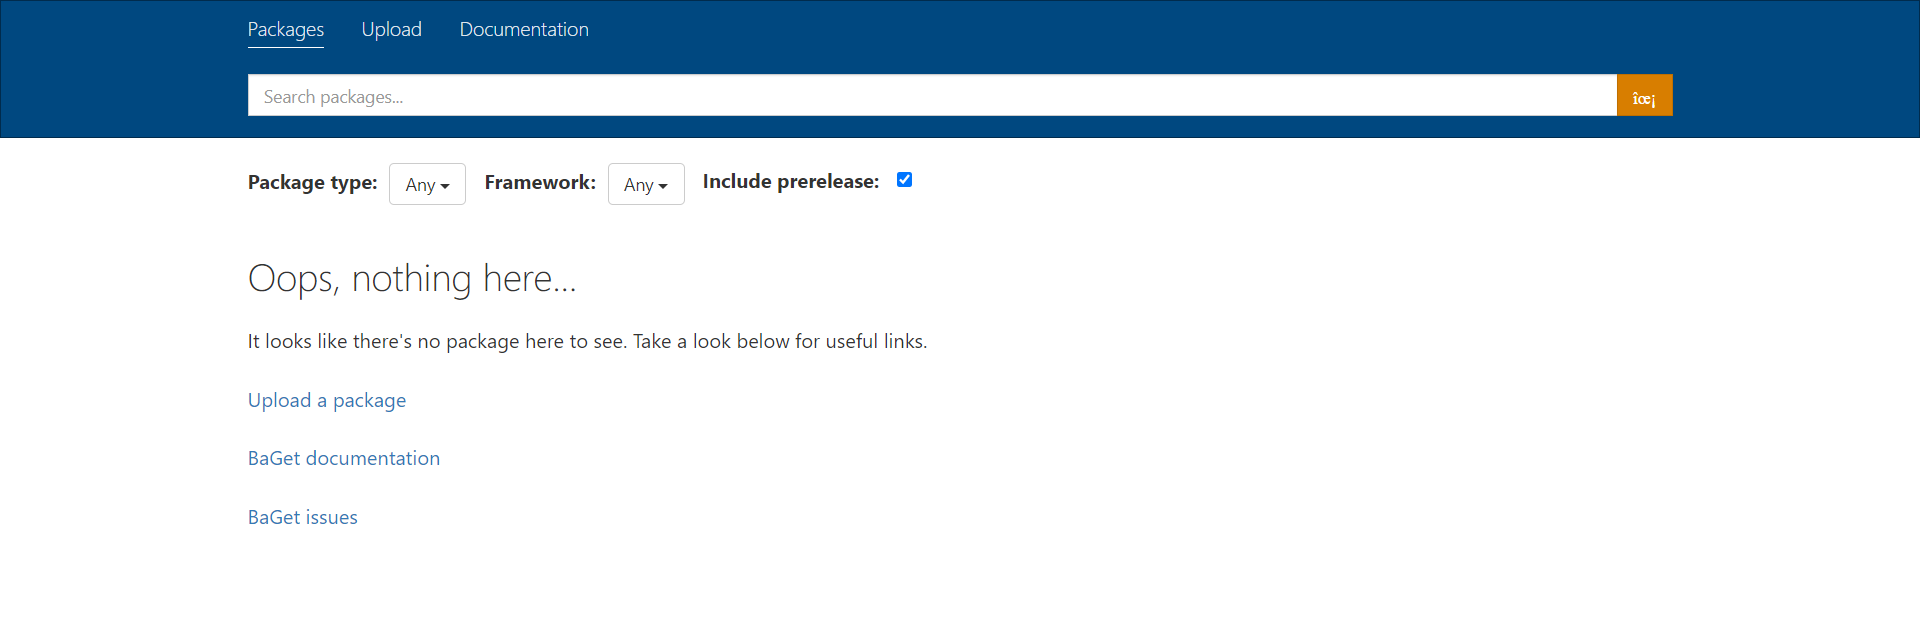 Packages Upload Documentation
Search packages...
îœ¡
Package type: Any Framework: Any Include prerelease:
Oops, nothing here...
It looks like there's no package here to see. Take a look below for useful links.
Upload a package
BaGet documentation
BaGet issues